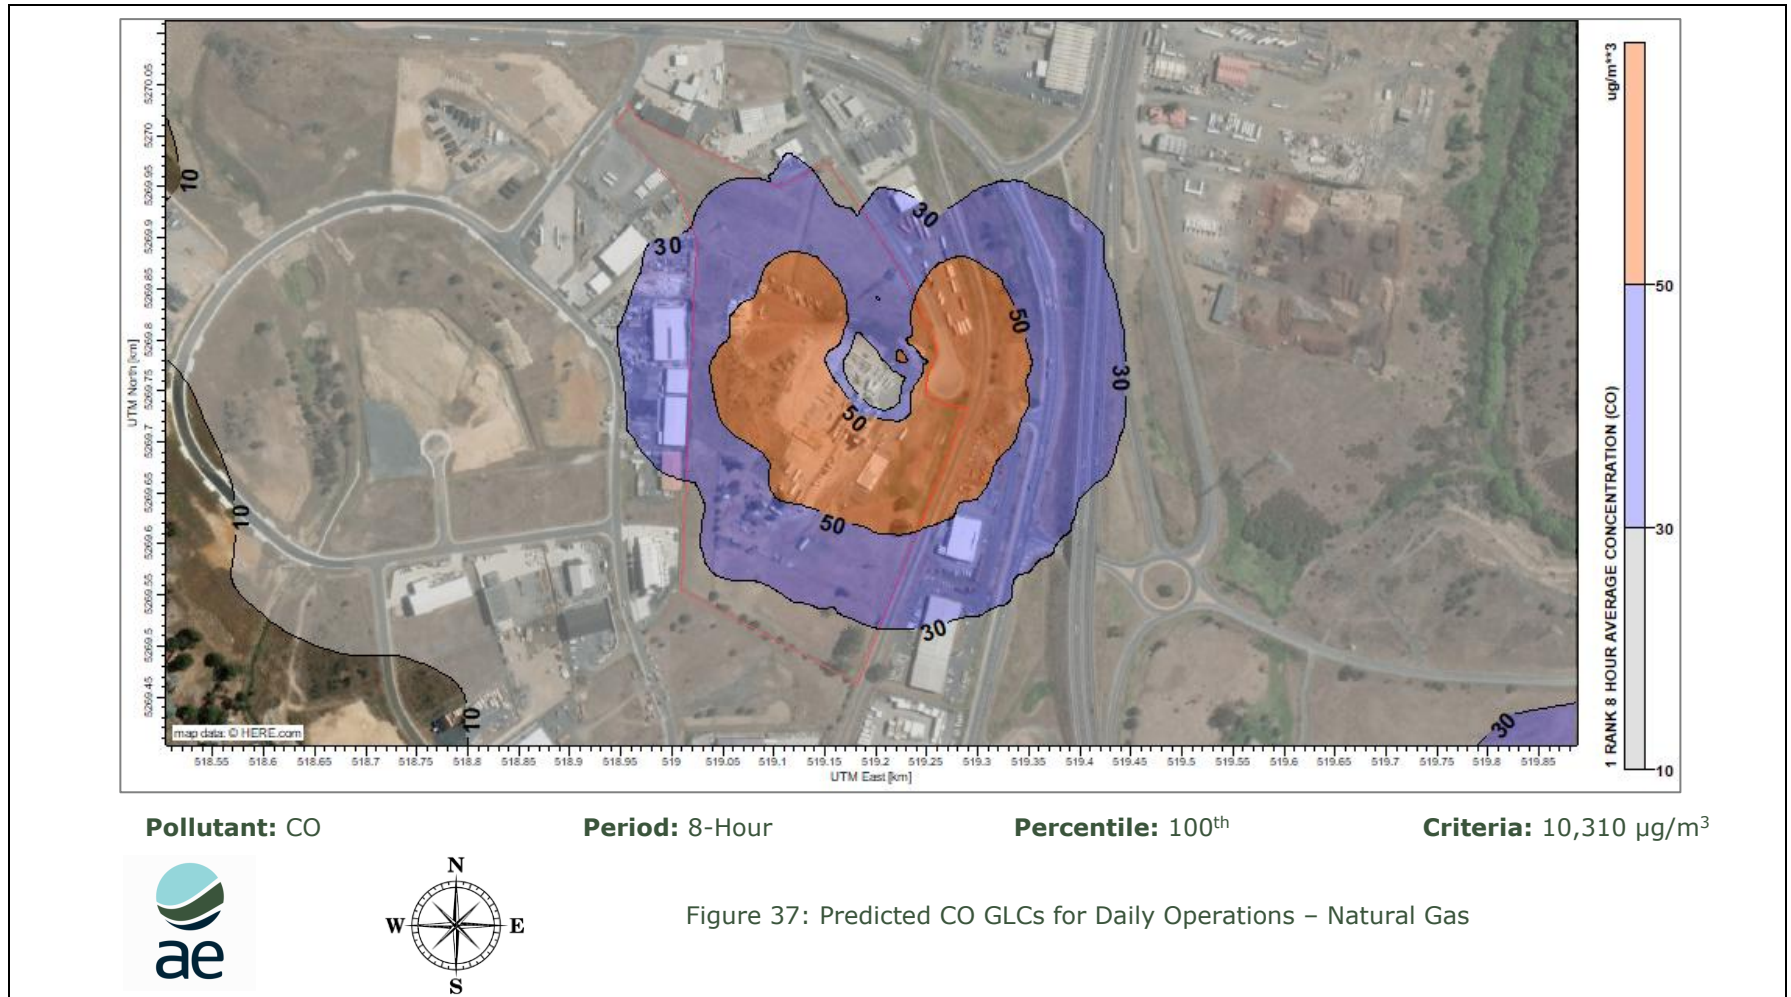 10
30
30
50
50
50
30
10
10
30
30
UTM North [km]
5270.05
5270
5269.95
5269.9
5269.85
5269.8
5269.75
5269.7
5269.65
5269.6
5269.55
5269.5
5269.45
map data: © HERE.com
518.55 518.6 518.65 518.7 518.75 518.8 518.85 518.9 518.95 519 519.05 519.1 519.15 519.2 519.25 519.3 519.35 519.4 519.45 519.5 519.55 519.6 519.65 519.7 519.75 519.8 519.85
UTM East [km]
ug/m**3
1 RANK 8 HOUR AVERAGE CONCENTRATION (CO)
50
30
10
Pollutant: CO Period: 8-Hour Percentile: 100th Criteria: 10,310 µg/m3
ae
N
W E
S
Figure 37: Predicted CO GLCs for Daily Operations – Natural Gas